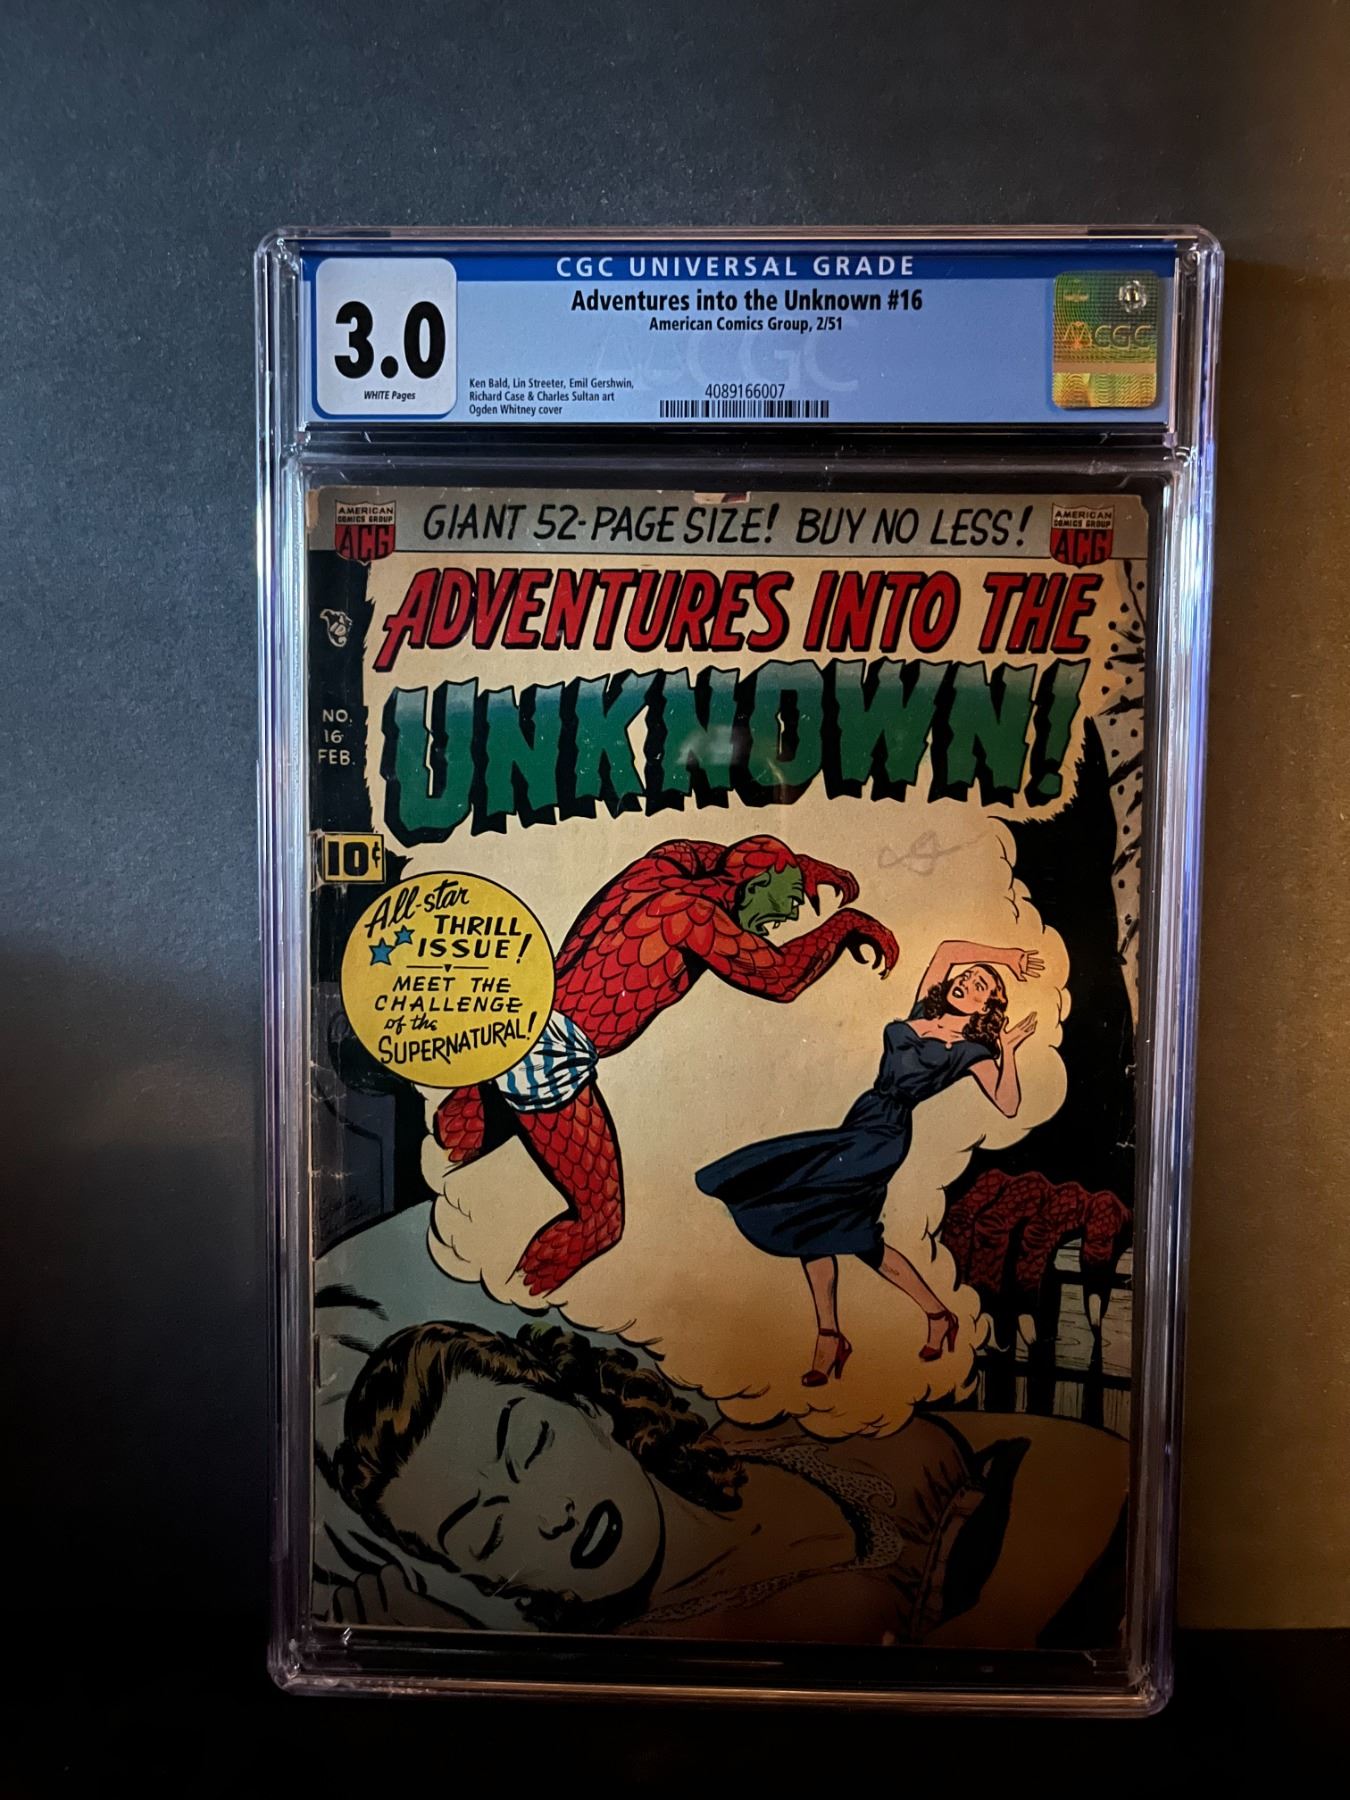 CGC UNIVERSAL GRADE
3.0
WHITE Pages
Adventures into the Unknown #16
American Comics Group, 2/51
Ken Bald, Lin Streeter, Emil Gershwin,
Richard Case & Charles Sultan art
Ogden Whitney cover
4089166007
CGC
CGC
AMERICAN
COMICS GROUP
ACG
GIANT 52-PAGE SIZE! BUY NO LESS!
AMERICAN
COMICS GROUP
ACG
ADVENTURES INTO THE
UNKNOWN!
NO.
16
FEB.
10¢
All-star
THRILL
ISSUE!
MEET THE
CHALLENGE
of the
SUPERNATURAL!